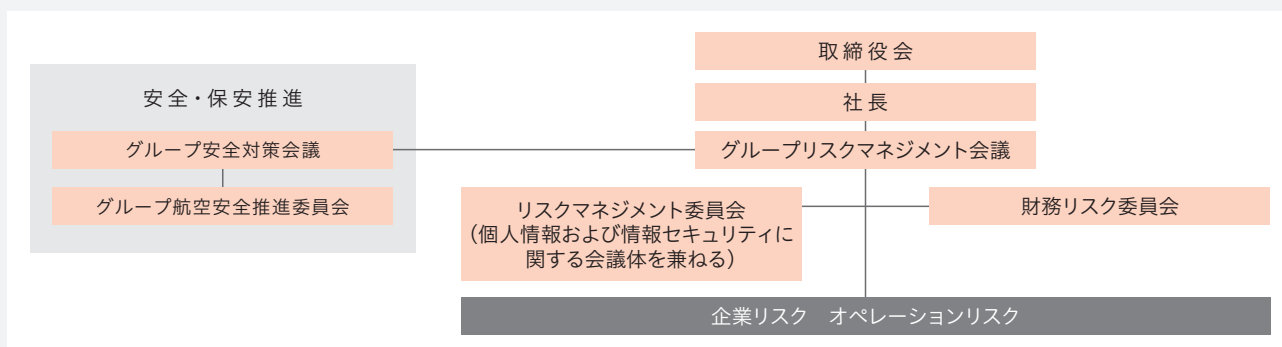 取締役会
社長
安全・保安推進
グループ安全対策会議
グループリスクマネジメント会議
グループ航空安全推進委員会
リスクマネジメント委員会
（個人情報および情報セキュリティに
関する会議体を兼ねる）
財務リスク委員会
企業リスク　オペレーションリスク